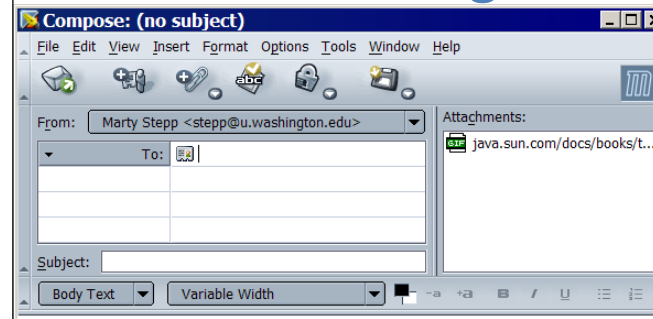 Compose: (no subject)
File Edit View Insert Format Options Tools Window Help
abc
From: Marty Stepp <stepp@u.washington.edu>
Attachments:
To:
GIF java.sun.com/docs/books/t...
Subject:
Body Text Variable Width -a +a B I U